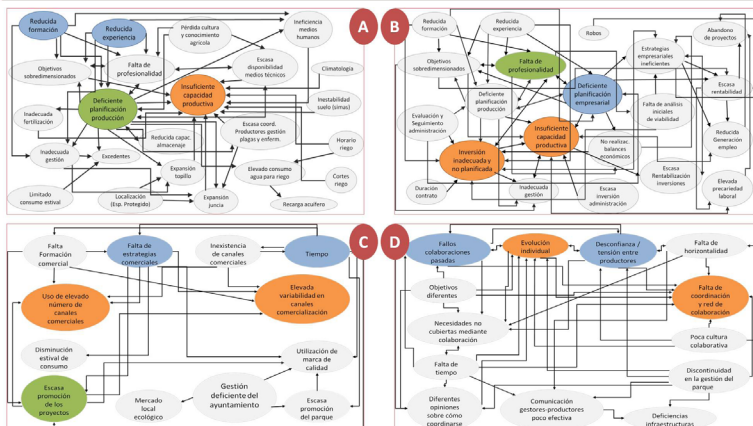 A
Reducida
formación
Reducida
experiencia
Pérdida cultura
y conocimiento
agrícola
Ineficiencia
medios
humanos
Objetivos
sobredimensionados
Falta de
profesionalidad
Escasa
disponibilidad
medios técnicos
Climatología
Deficiente
planificación
producción
Insuficiente
capacidad
productiva
Inestabilidad
suelo (simas)
Inadecuada
fertilización
Reducida capac.
almacenaje
Escasa coord.
Productores gestión
plagas y enferm.
Horario
riego
Inadecuada
gestión
Excedentes
Expansión
topillo
Elevado consumo
agua para riego
Cortes
riego
Limitado
consumo estival
Localización
(Esp. Protegido)
Expansión
juncia
Recarga acuífero
B
Reducida
formación
Reducida
experiencia
Robos
Abandono
de proyectos
Objetivos
sobredimensionados
Falta de
profesionalidad
Estrategias
empresariales
ineficientes
Deficiente
planificación
producción
Deficiente
planificación
empresarial
Escasa
rentabilidad
Evaluación y
Seguimiento
administración
Insuficiente
capacidad
productiva
Falta de análisis
iniciales
de viabilidad
Reducida
Generación
empleo
Inversión
inadecuada y
no planificada
No realizac.
balances
económicos
Escasa
Rentabilización
inversiones
Duración
contrato
Inadecuada
gestión
Escasa
Inversión
administración
Elevada
precariedad
laboral
C
Falta
Formación
comercial
Falta de
estrategias
comerciales
Inexistencia
de canales
comerciales
Tiempo
Uso de elevado
número de
canales
comerciales
Elevada
variabilidad en
canales
comercialización
Disminución
estival de
consumo
Utilización de
marca de
calidad
Escasa
promoción
de los
proyectos
Mercado
local
ecológico
Gestión
deficiente del
ayuntamiento
Escasa
promoción
del parque
D
Fallos
colaboraciones
pasadas
Evolución
individual
Desconfianza /
tensión entre
productores
Falta de
horizontalidad
Objetivos
diferentes
Falta de
coordinación
y red de
colaboración
Necesidades no
cubiertas mediante
colaboración
Poca cultura
colaborativa
Falta de
tiempo
Discontinuidad
en la gestión del
parque
Diferentes
opiniones
sobre cómo
coordinarse
Comunicación
gestores-productores
poco efectiva
Deficiencias
infraestructuras